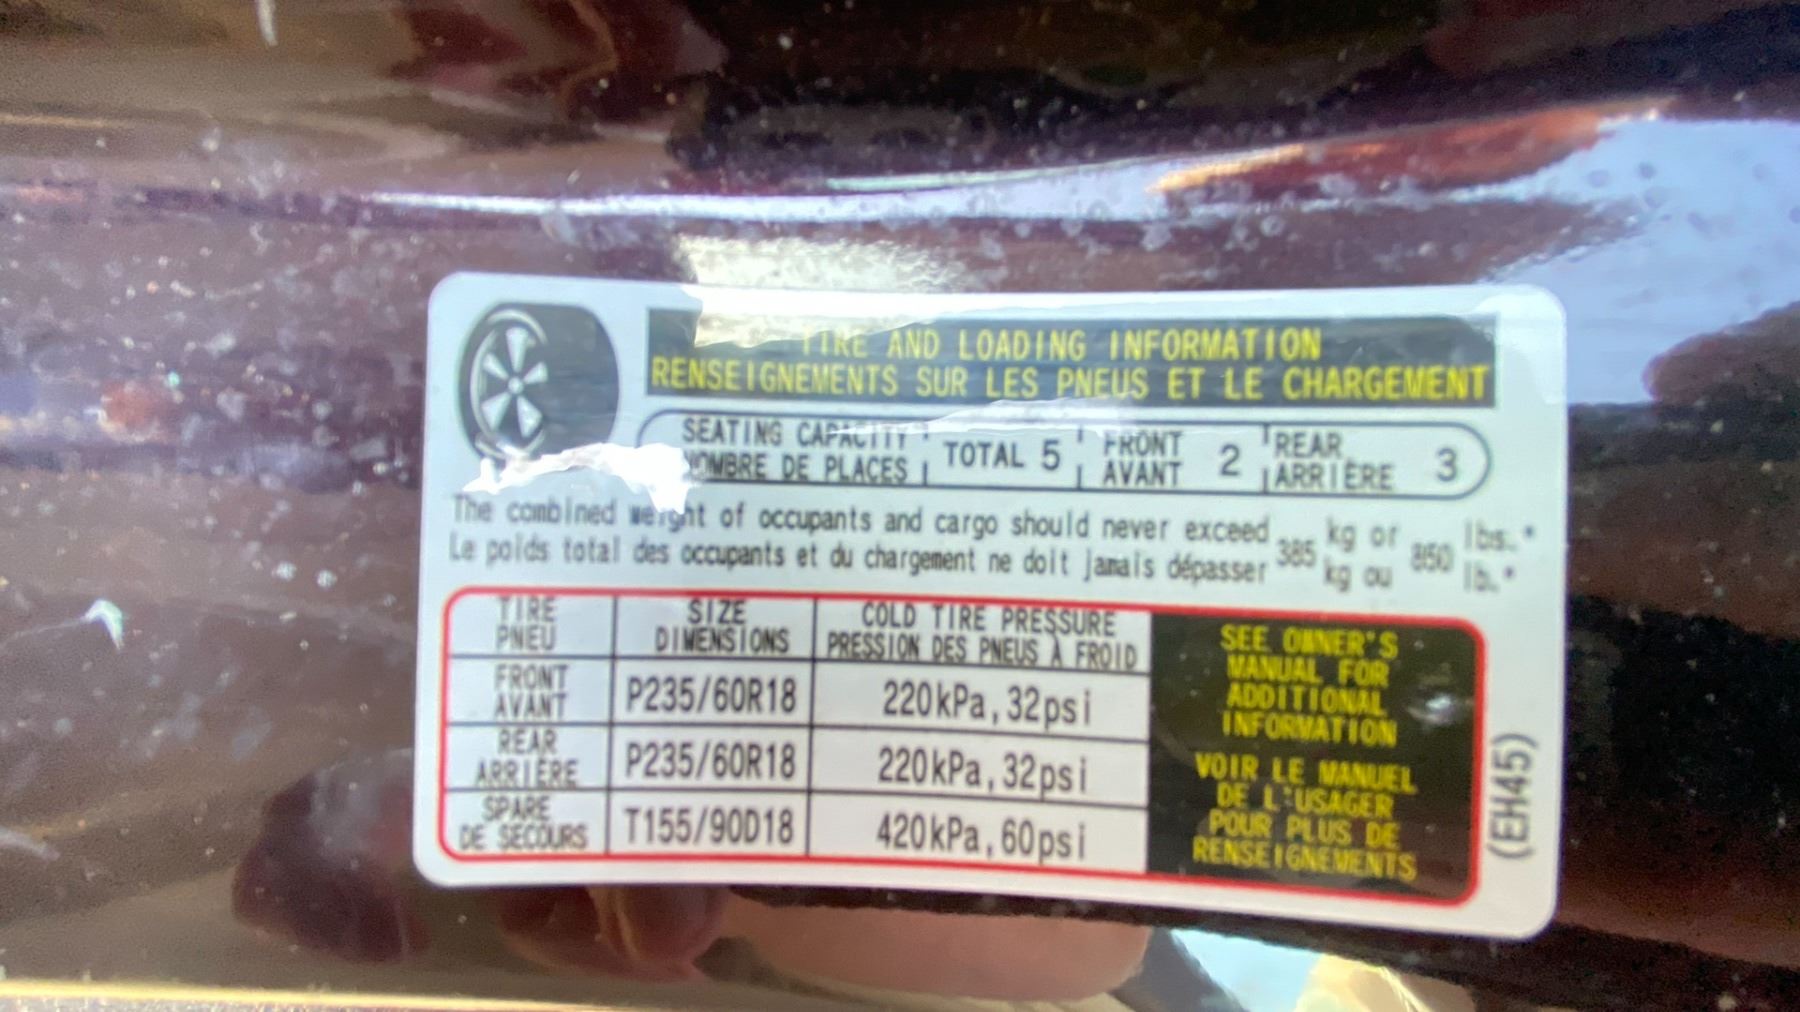 TIRE AND LOADING INFORMATION
RENSEIGNEMENTS SUR LES PNEUS ET LE CHARGEMENT
SEATING CAPACITY TOTAL 5 FRONT 2 REAR 3
NOMBRE DE PLACES AVANT ARRIÈRE
The combined weight of occupants and cargo should never exceed 385 kg or 850 lbs.*
Le poids total des occupants et du chargement ne doit jamais dépasser kg ou lb.*
TIRE SIZE COLD TIRE PRESSURE
PNEU DIMENSIONS PRESSION DES PNEUS À FROID
FRONT
AVANT P235/60R18 220kPa,32psi
REAR
ARRIÈRE P235/60R18 220kPa,32psi
SPARE
DE SECOURS T155/90D18 420kPa,60psi
SEE OWNER'S
MANUAL FOR
ADDITIONAL
INFORMATION
VOIR LE MANUEL
DE L'USAGER
POUR PLUS DE
RENSEIGNEMENTS
(EH45)